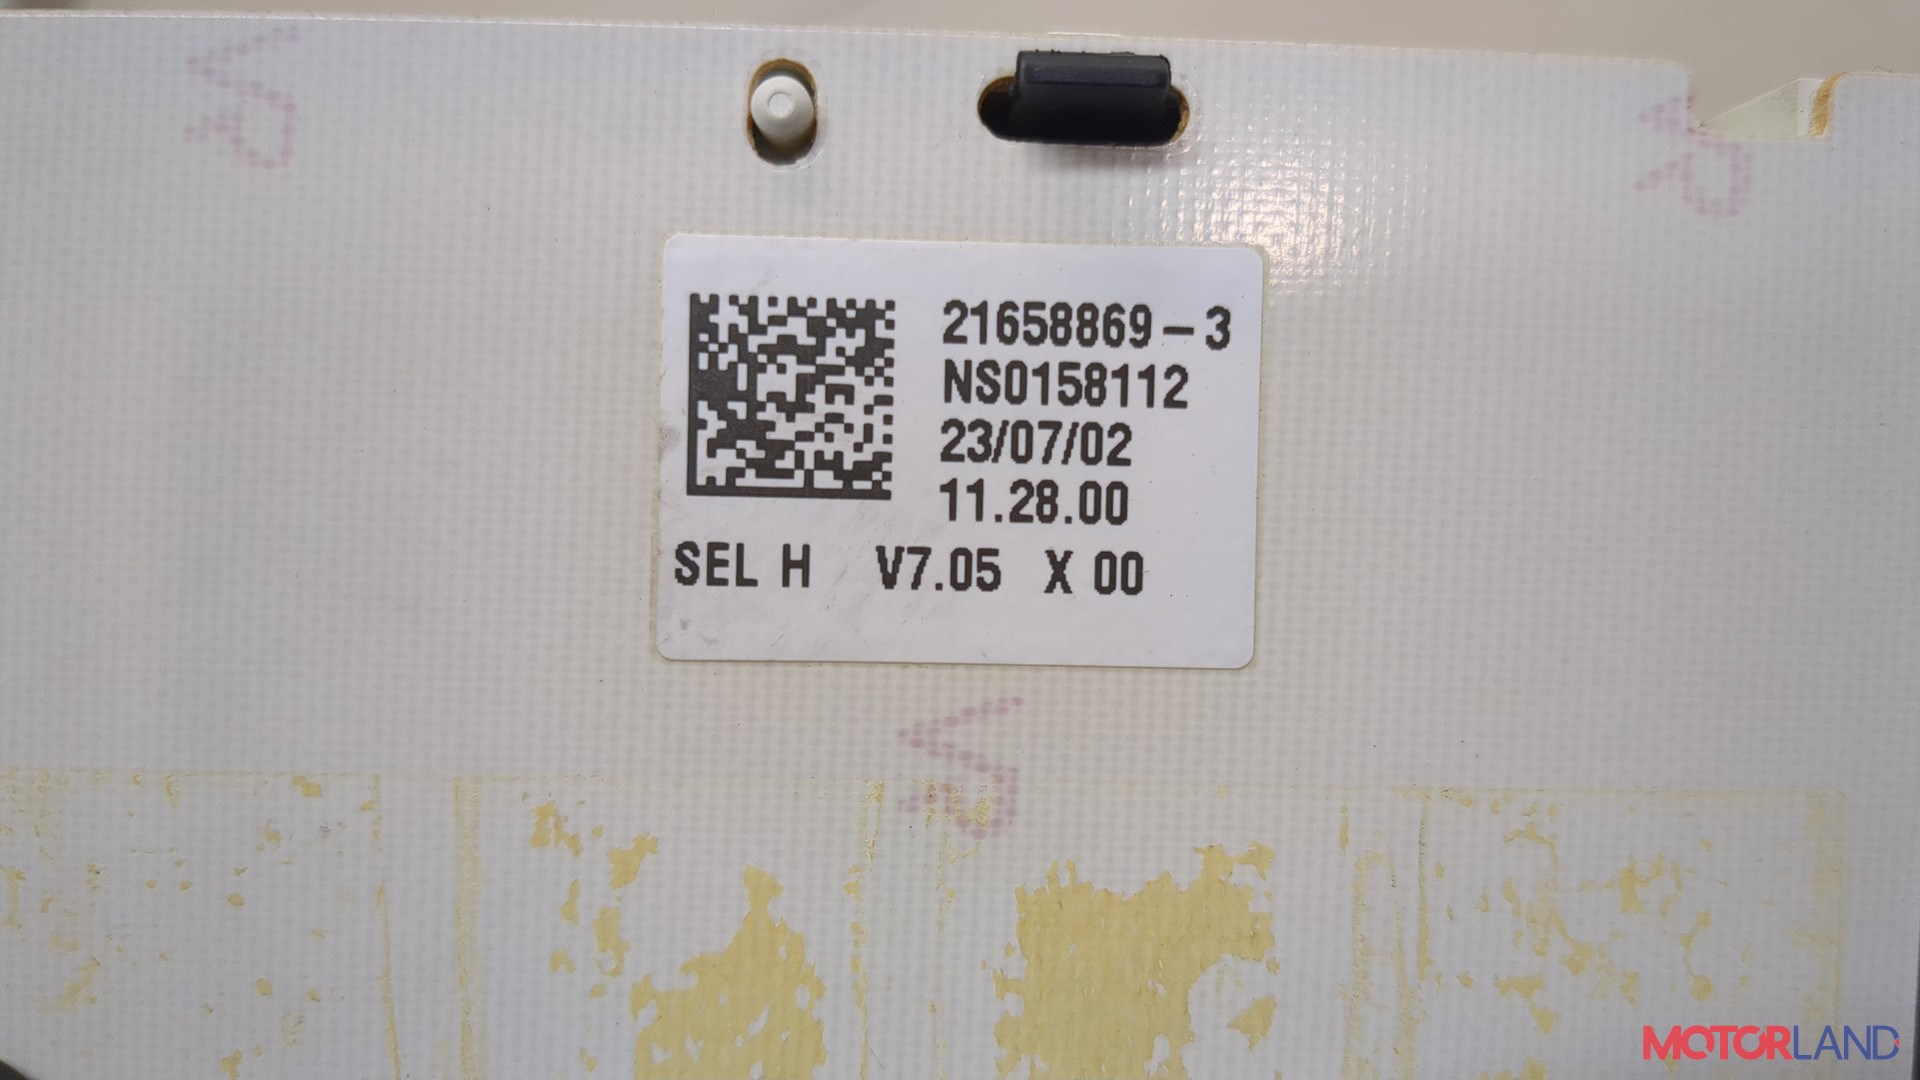 21658869-3
NS0158112
23/07/02
11.28.00
SEL H V7.05 X 00
MOTORLAND